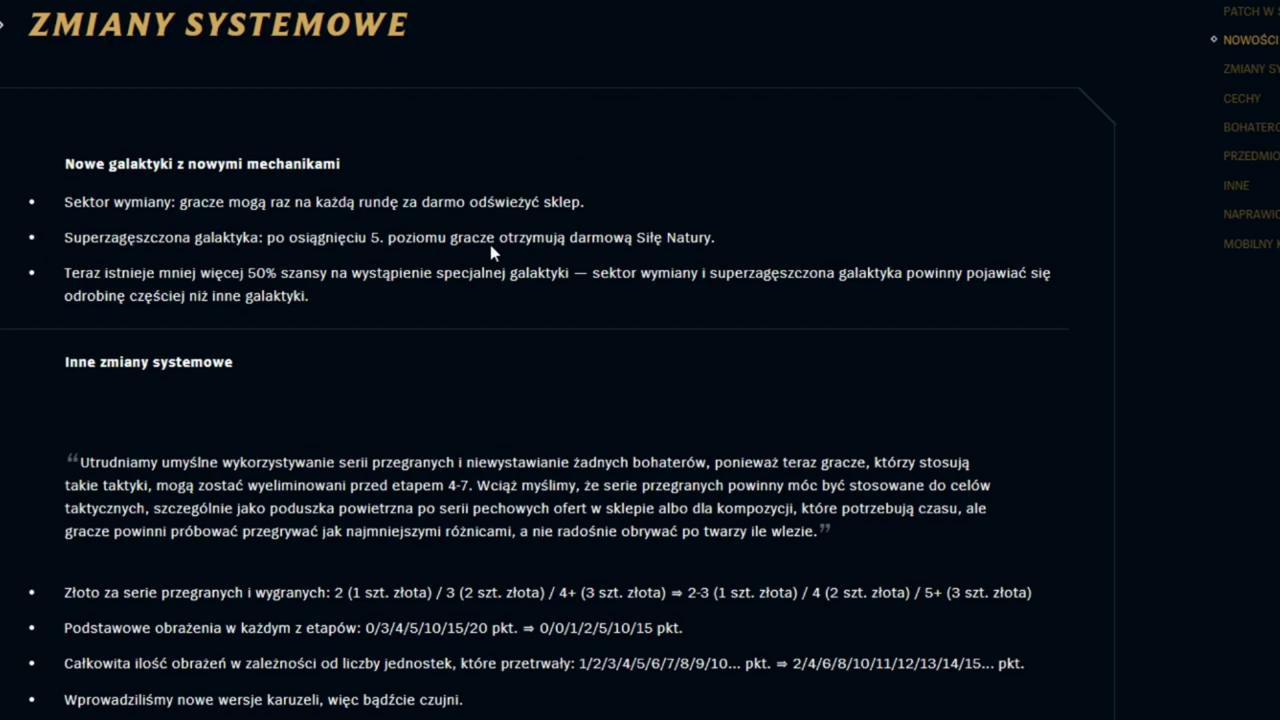 ZMIANY SYSTEMOWE
Nowe galaktyki z nowymi mechanikami
• Sektor wymiany: gracze mogą raz na każdą rundę za darmo odświeżyć sklep.
• Superzagęszczona galaktyka: po osiągnięciu 5. poziomu gracze otrzymują darmową Siłę Natury.
• Teraz istnieje mniej więcej 50% szansy na wystąpienie specjalnej galaktyki — sektor wymiany i superzagęszczona galaktyka powinny pojawiać się
odrobinę częściej niż inne galaktyki.
Inne zmiany systemowe
“Utrudniamy umyślne wykorzystywanie serii przegranych i niewystawianie żadnych bohaterów, ponieważ teraz gracze, którzy stosują
takie taktyki, mogą zostać wyeliminowani przed etapem 4-7. Wciąż myślimy, że serie przegranych powinny móc być stosowane do celów
taktycznych, szczególnie jako poduszka powietrzna po serii pechowych ofert w sklepie albo dla kompozycji, które potrzebują czasu, ale
gracze powinni próbować przegrywać jak najmniejszymi różnicami, a nie radośnie obrywać po twarzy ile wlezie.”
• Złoto za serie przegranych i wygranych: 2 (1 szt. złota) / 3 (2 szt. złota) / 4+ (3 szt. złota) ⇒ 2-3 (1 szt. złota) / 4 (2 szt. złota) / 5+ (3 szt. złota)
• Podstawowe obrażenia w każdym z etapów: 0/3/4/5/10/15/20 pkt. ⇒ 0/0/1/2/5/10/15 pkt.
• Całkowita ilość obrażeń w zależności od liczby jednostek, które przetrwały: 1/2/3/4/5/6/7/8/9/10... pkt. ⇒ 2/4/6/8/10/11/12/13/14/15... pkt.
• Wprowadziliśmy nowe wersje karuzeli, więc bądźcie czujni.
PATCH W
NOWOŚCI
ZMIANY SY
CECHY
BOHATERO
PRZEDMIO
INNE
NAPRAWIO
MOBILNY